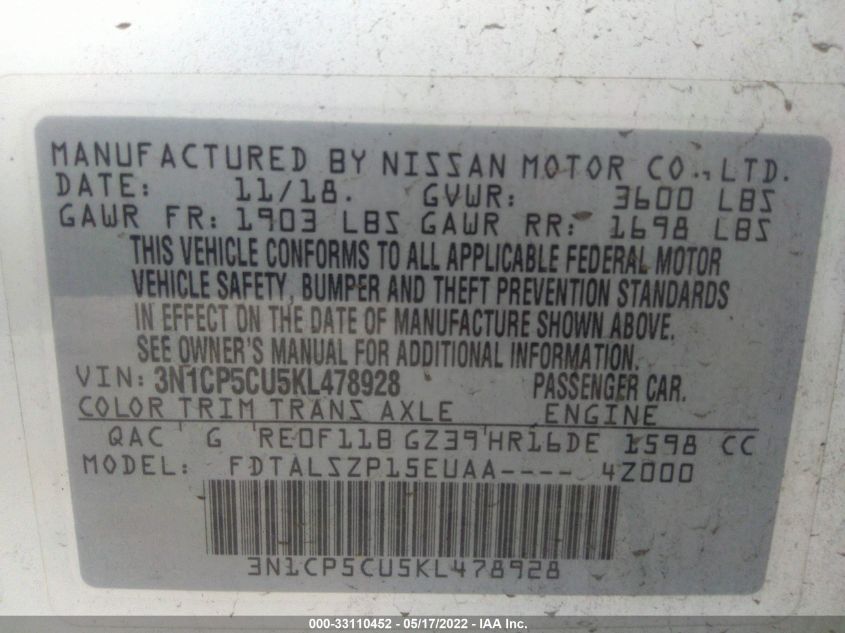 MANUFACTURED BY NISSAN MOTOR CO., LTD.
DATE: 11/18. GVWR: 3600 LBS
GAWR FR: 1903 LBS GAWR RR: 1698 LBS
THIS VEHICLE CONFORMS TO ALL APPLICABLE FEDERAL MOTOR
VEHICLE SAFETY, BUMPER AND THEFT PREVENTION STANDARDS
IN EFFECT ON THE DATE OF MANUFACTURE SHOWN ABOVE.
SEE OWNER'S MANUAL FOR ADDITIONAL INFORMATION.
VIN: 3N1CP5CU5KL478928 PASSENGER CAR.
COLOR TRIM TRANS AXLE ENGINE
QAC G RE0F11B GZ39 HR16DE 1598 CC
MODEL: FDTALSZP15EUAA---- 4Z000
3N1CP5CU5KL478928
000-33110452 - 05/17/2022 - IAA Inc.